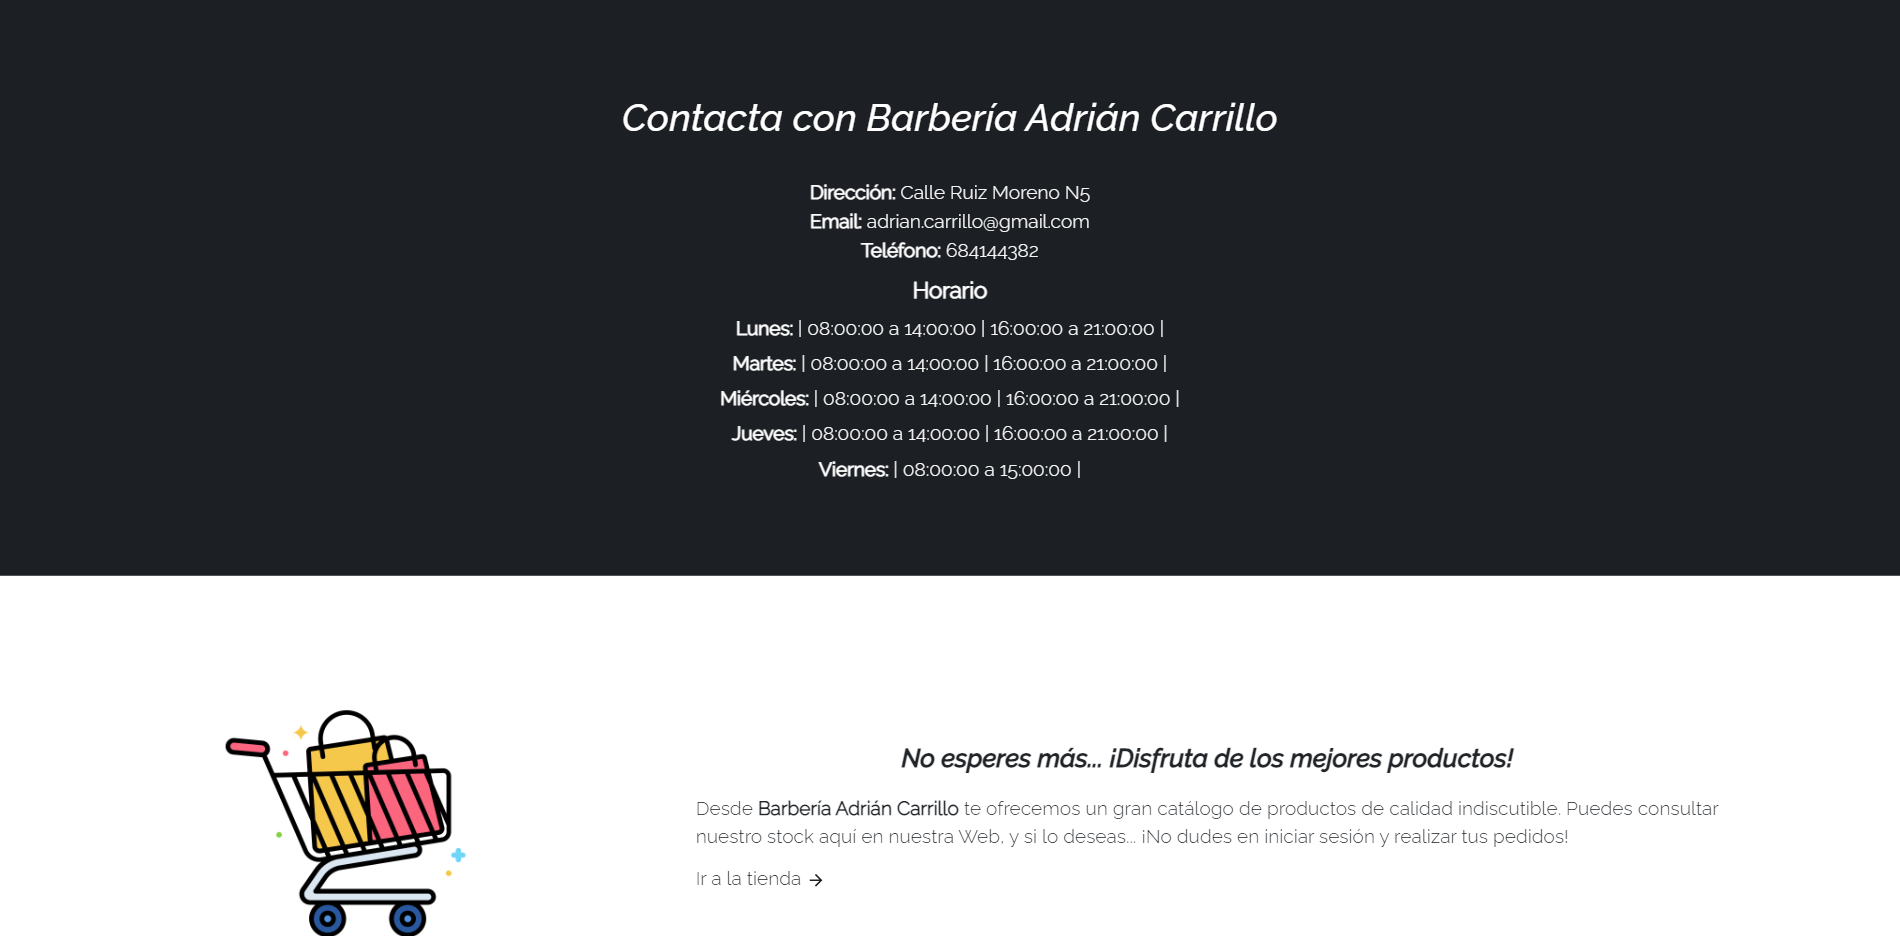 Contacta con Barbería Adrián Carrillo
Dirección: Calle Ruiz Moreno N5
Email: adrian.carrillo@gmail.com
Teléfono: 684144382
Horario
Lunes: | 08:00:00 a 14:00:00 | 16:00:00 a 21:00:00 |
Martes: | 08:00:00 a 14:00:00 | 16:00:00 a 21:00:00 |
Miércoles: | 08:00:00 a 14:00:00 | 16:00:00 a 21:00:00 |
Jueves: | 08:00:00 a 14:00:00 | 16:00:00 a 21:00:00 |
Viernes: | 08:00:00 a 15:00:00 |
No esperes más... ¡Disfruta de los mejores productos!
Desde Barbería Adrián Carrillo te ofrecemos un gran catálogo de productos de calidad indiscutible. Puedes consultar
nuestro stock aquí en nuestra Web, y si lo deseas... ¡No dudes en iniciar sesión y realizar tus pedidos!
Ir a la tienda →